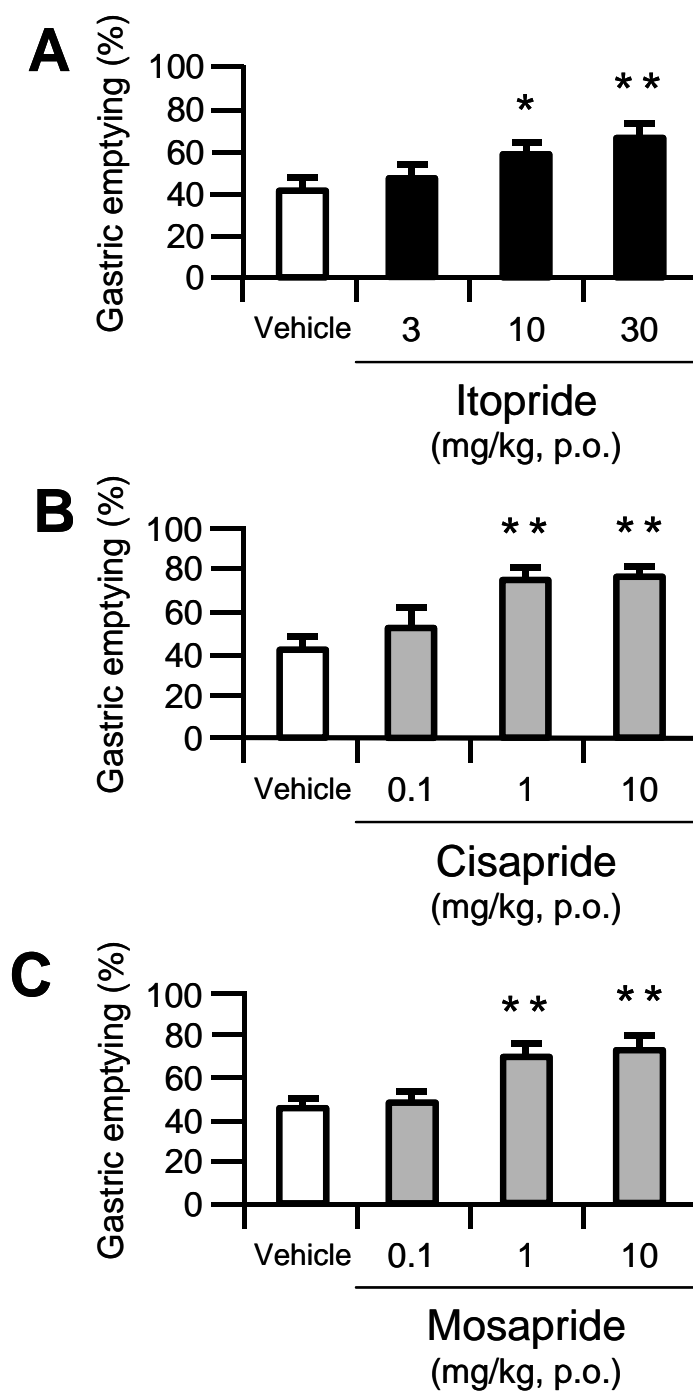 A
Gastric emptying (%)
100
80
60
40
20
0
*
* *
Vehicle 3 10 30
Itopride
(mg/kg, p.o.)
B
Gastric emptying (%)
100
80
60
40
20
0
* *
* *
Vehicle 0.1 1 10
Cisapride
(mg/kg, p.o.)
C
Gastric emptying (%)
100
80
60
40
20
0
* *
* *
Vehicle 0.1 1 10
Mosapride
(mg/kg, p.o.)